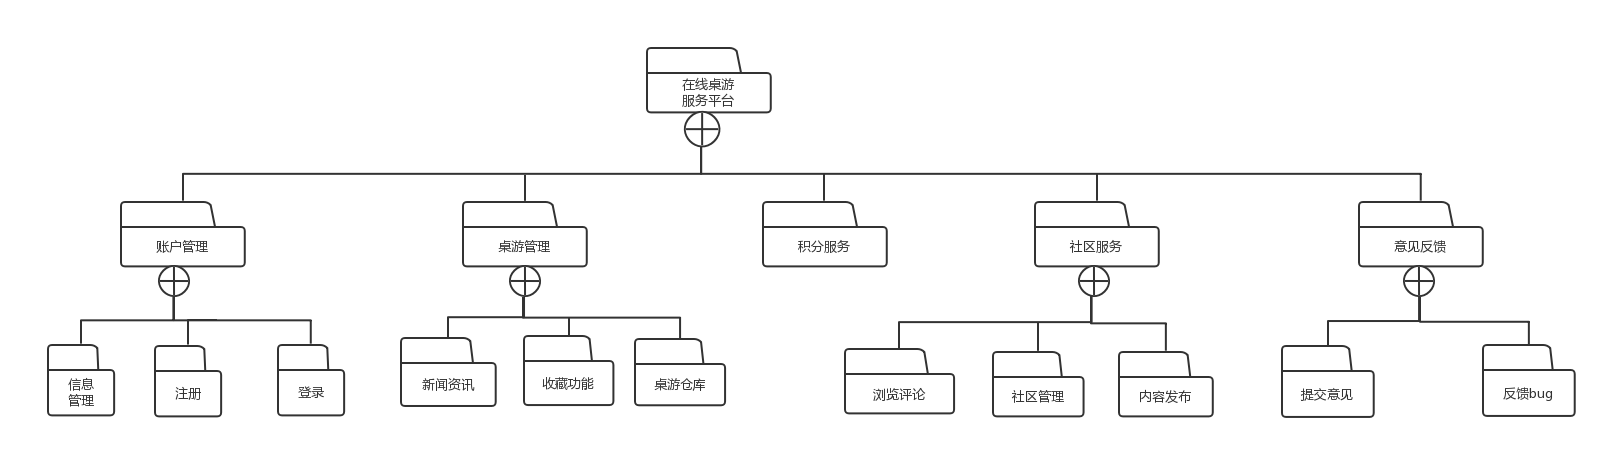 在线桌游
服务平台
账户管理
桌游管理
积分服务
社区服务
意见反馈
信息
管理
注册
登录
新闻资讯
收藏功能
桌游仓库
浏览评论
社区管理
内容发布
提交意见
反馈bug